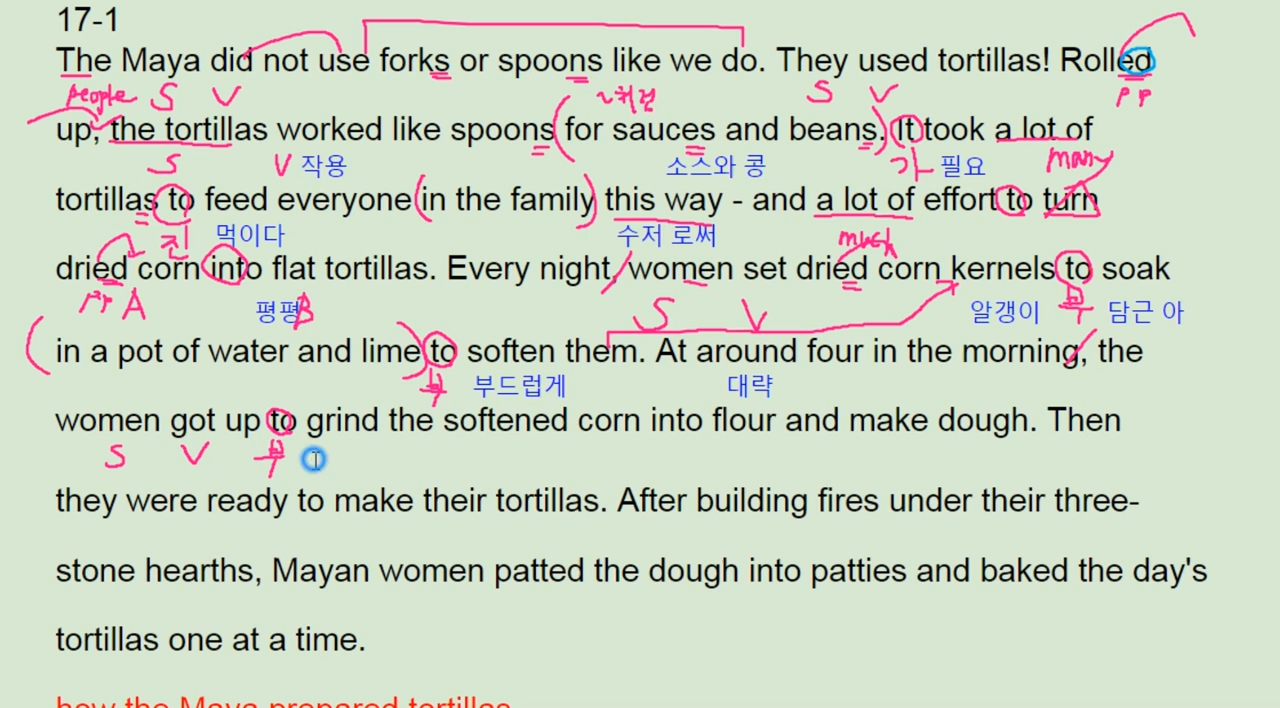 17-1
The Maya did not use forks or spoons like we do. They used tortillas! Rolled
people S V ~처럼 S V PP
up, the tortillas worked like spoons for sauces and beans. It took a lot of
S V 작용 소스와 콩 가 필요 many
tortillas to feed everyone (in the family) this way - and a lot of effort to turn
진 먹이다 수저 로써 much
dried corn into flat tortillas. Every night, women set dried corn kernels to soak
PP A 평평 B S V 알갱이 부 담근 아
(in a pot of water and lime) to soften them. At around four in the morning, the
부 부드럽게 대략
women got up to grind the softened corn into flour and make dough. Then
S V 부
they were ready to make their tortillas. After building fires under their three-
stone hearths, Mayan women patted the dough into patties and baked the day's
tortillas one at a time.
how the Maya prepared tortillas